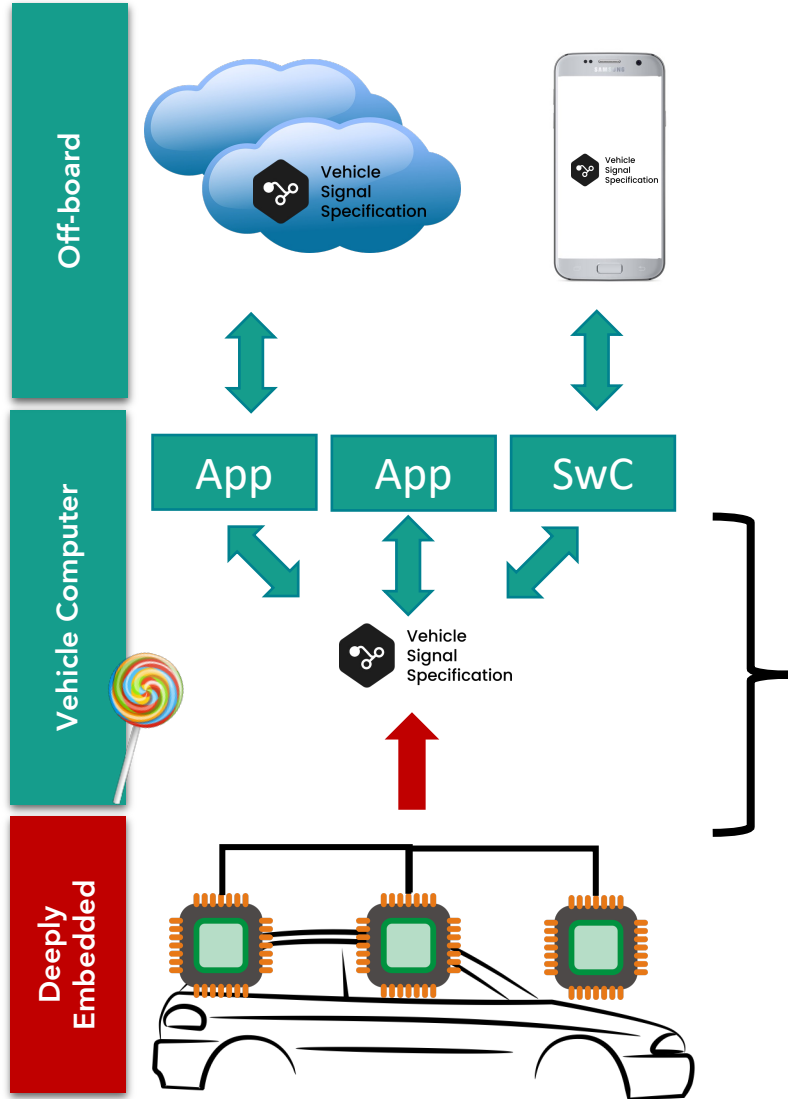 Off-board
Vehicle
Signal
Specification
SAMSUNG
Vehicle
Signal
Specification
Vehicle Computer
App
App
SwC
Vehicle
Signal
Specification
Deeply
Embedded